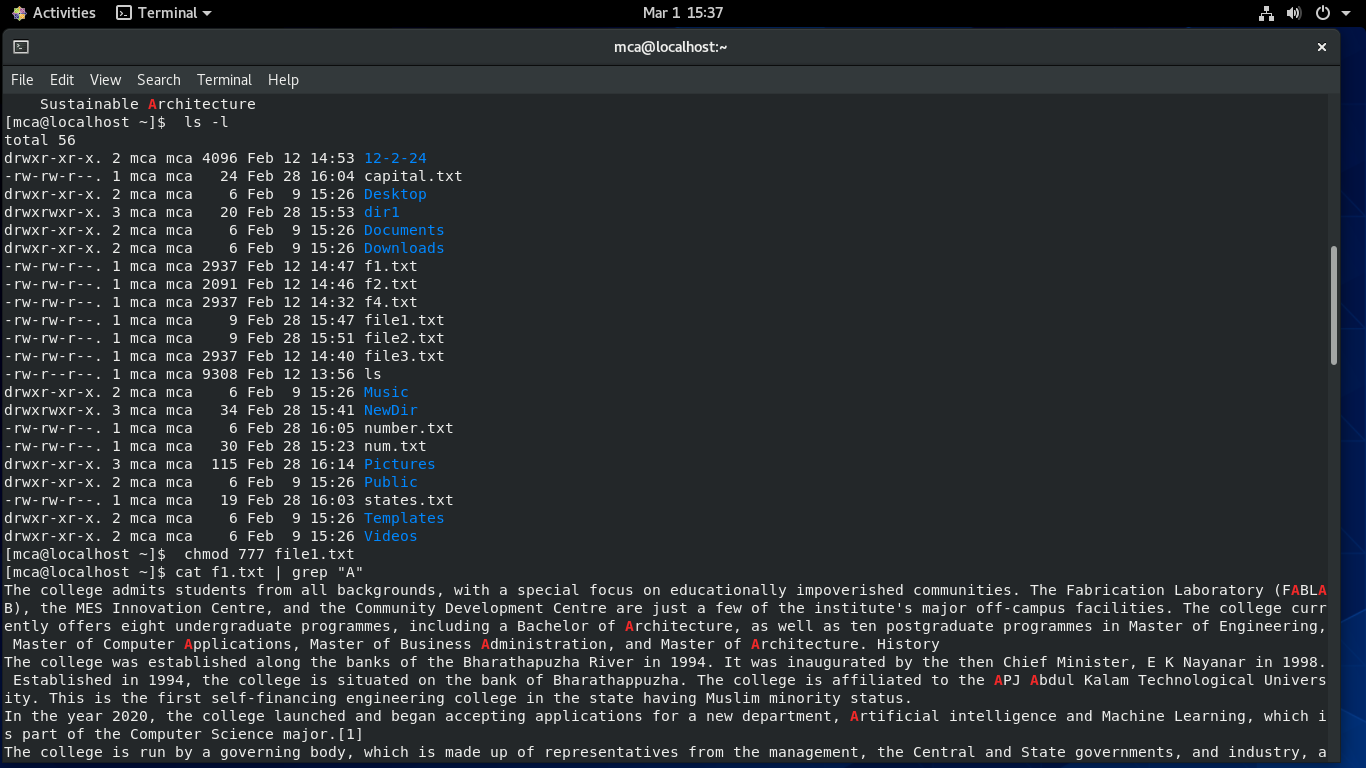 Activities Terminal Mar 1 15:37
mca@localhost:~
File Edit View Search Terminal Help
    Sustainable Architecture
[mca@localhost ~]$  ls -l
total 56
drwxr-xr-x. 2 mca mca 4096 Feb 12 14:53 12-2-24
-rw-rw-r--. 1 mca mca   24 Feb 28 16:04 capital.txt
drwxr-xr-x. 2 mca mca    6 Feb  9 15:26 Desktop
drwxrwxr-x. 3 mca mca   20 Feb 28 15:53 dir1
drwxr-xr-x. 2 mca mca    6 Feb  9 15:26 Documents
drwxr-xr-x. 2 mca mca    6 Feb  9 15:26 Downloads
-rw-rw-r--. 1 mca mca 2937 Feb 12 14:47 f1.txt
-rw-rw-r--. 1 mca mca 2091 Feb 12 14:46 f2.txt
-rw-rw-r--. 1 mca mca 2937 Feb 12 14:32 f4.txt
-rw-rw-r--. 1 mca mca    9 Feb 28 15:47 file1.txt
-rw-rw-r--. 1 mca mca    9 Feb 28 15:51 file2.txt
-rw-rw-r--. 1 mca mca 2937 Feb 12 14:40 file3.txt
-rw-r--r--. 1 mca mca 9308 Feb 12 13:56 ls
drwxr-xr-x. 2 mca mca    6 Feb  9 15:26 Music
drwxrwxr-x. 3 mca mca   34 Feb 28 15:41 NewDir
-rw-rw-r--. 1 mca mca    6 Feb 28 16:05 number.txt
-rw-rw-r--. 1 mca mca   30 Feb 28 15:23 num.txt
drwxr-xr-x. 3 mca mca  115 Feb 28 16:14 Pictures
drwxr-xr-x. 2 mca mca    6 Feb  9 15:26 Public
-rw-rw-r--. 1 mca mca   19 Feb 28 16:03 states.txt
drwxr-xr-x. 2 mca mca    6 Feb  9 15:26 Templates
drwxr-xr-x. 2 mca mca    6 Feb  9 15:26 Videos
[mca@localhost ~]$  chmod 777 file1.txt
[mca@localhost ~]$ cat f1.txt | grep "A"
The college admits students from all backgrounds, with a special focus on educationally impoverished communities. The Fabrication Laboratory (FABLA
B), the MES Innovation Centre, and the Community Development Centre are just a few of the institute's major off-campus facilities. The college curr
ently offers eight undergraduate programmes, including a Bachelor of Architecture, as well as ten postgraduate programmes in Master of Engineering,
 Master of Computer Applications, Master of Business Administration, and Master of Architecture. History
The college was established along the banks of the Bharathapuzha River in 1994. It was inaugurated by the then Chief Minister, E K Nayanar in 1998.
 Established in 1994, the college is situated on the bank of Bharathappuzha. The college is affiliated to the APJ Abdul Kalam Technological Univers
ity. This is the first self-financing engineering college in the state having Muslim minority status.
In the year 2020, the college launched and began accepting applications for a new department, Artificial intelligence and Machine Learning, which i
s part of the Computer Science major.[1]
The college is run by a governing body, which is made up of representatives from the management, the Central and State governments, and industry, a